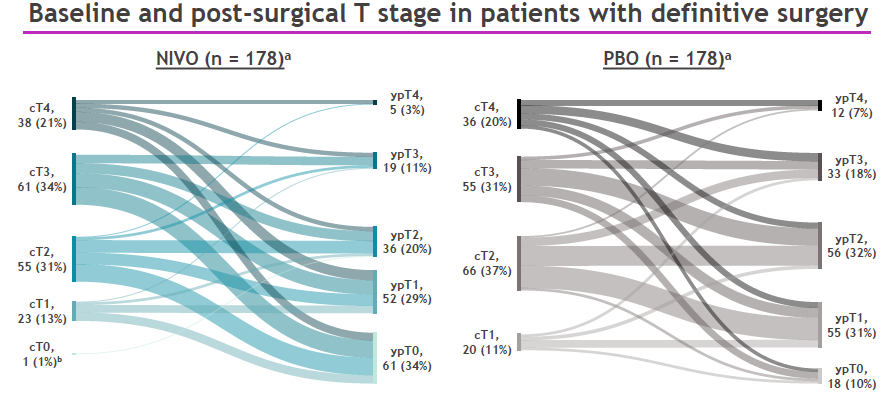 Baseline and post-surgical T stage in patients with definitive surgery
NIVO (n = 178)a
cT4,
38 (21%)
cT3,
61 (34%)
cT2,
55 (31%)
cT1,
23 (13%)
cT0,
1 (1%)b
ypT4,
5 (3%)
ypT3,
19 (11%)
ypT2,
36 (20%)
ypT1,
52 (29%)
ypT0,
61 (34%)
PBO (n = 178)a
cT4,
36 (20%)
cT3,
55 (31%)
cT2,
66 (37%)
cT1,
20 (11%)
ypT4,
12 (7%)
ypT3,
33 (18%)
ypT2,
56 (32%)
ypT1,
55 (31%)
ypT0,
18 (10%)